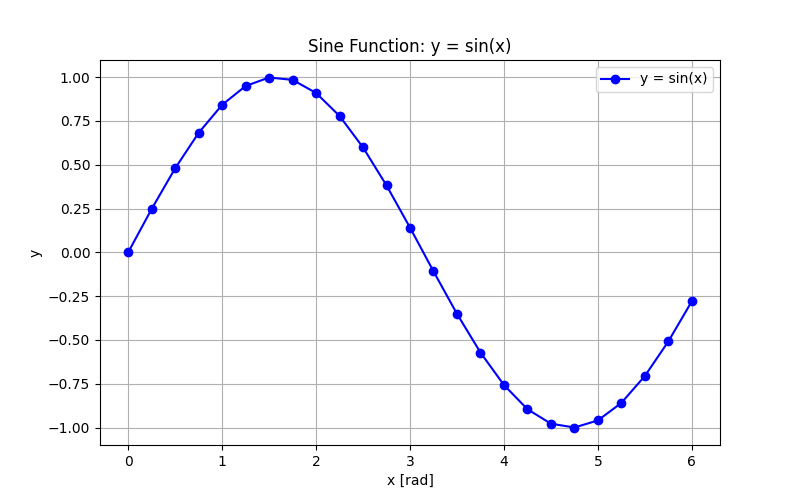 Sine Function: y = sin(x)
y = sin(x)
1.00
0.75
0.50
0.25
0.00
−0.25
−0.50
−0.75
−1.00
y
0 1 2 3 4 5 6
x [rad]